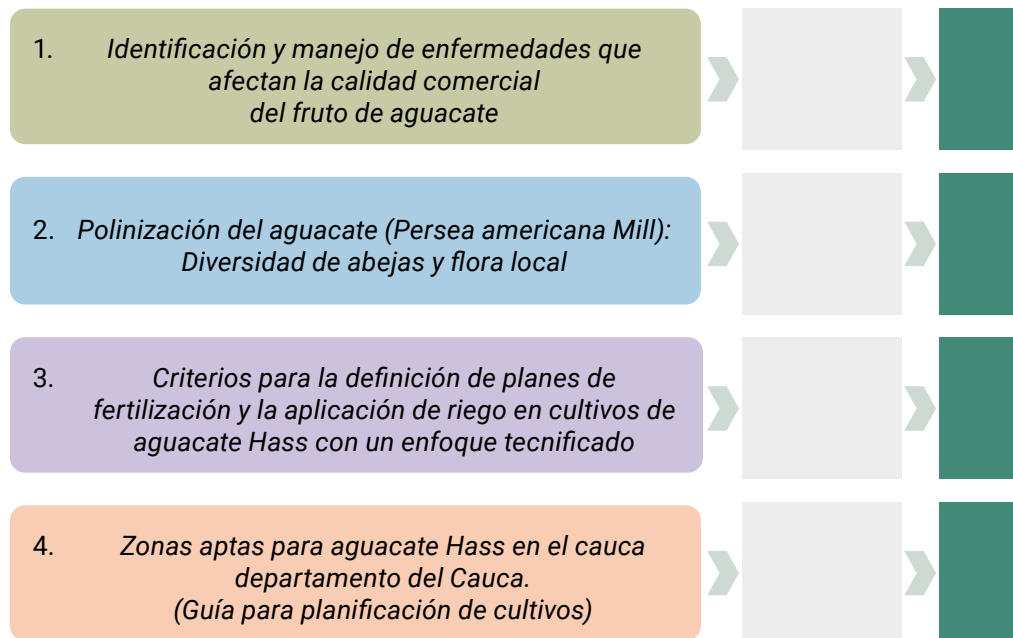 1. Identificación y manejo de enfermedades que
afectan la calidad comercial
del fruto de aguacate
2. Polinización del aguacate (Persea americana Mill):
Diversidad de abejas y flora local
3. Criterios para la definición de planes de
fertilización y la aplicación de riego en cultivos de
aguacate Hass con un enfoque tecnificado
4. Zonas aptas para aguacate Hass en el cauca
departamento del Cauca.
(Guía para planificación de cultivos)